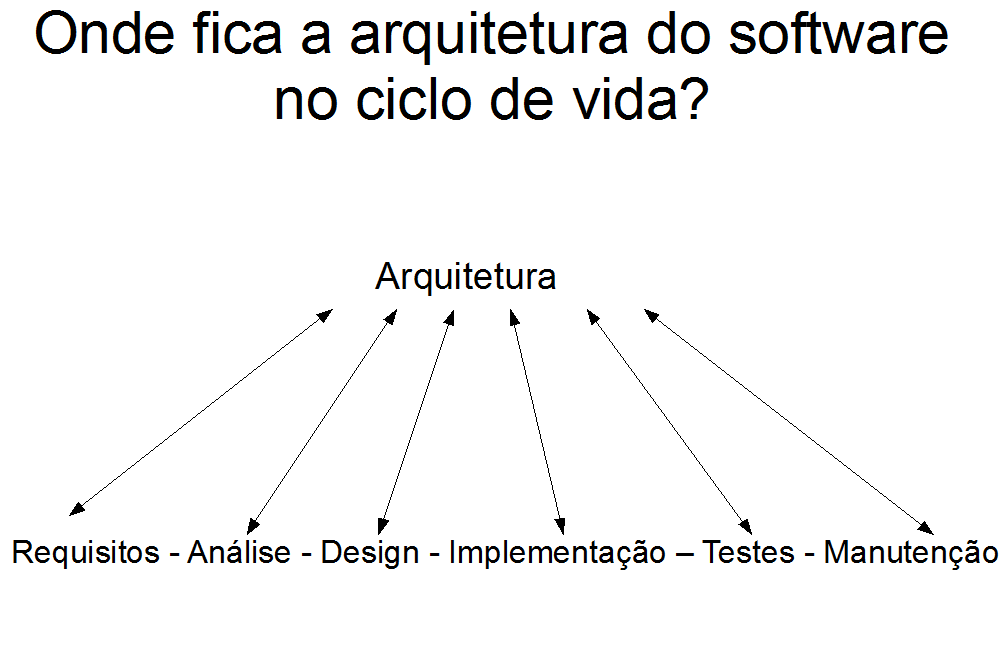 Onde fica a arquitetura do software
no ciclo de vida?
Arquitetura
Requisitos - Análise - Design - Implementação – Testes - Manutenção